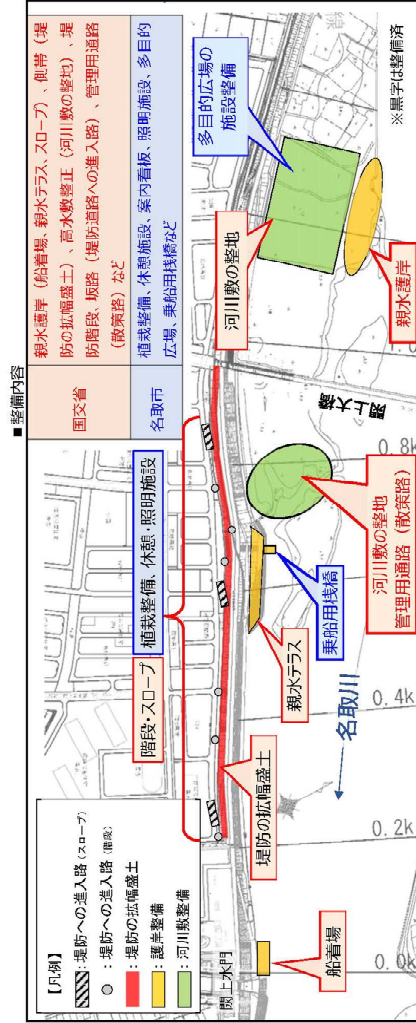 ■整備内容
国交省
親水護岸（船着場、親水テラス、スロープ）、側帯（堤
防の拡幅盛土）、高水敷整正（河川敷の整地）、堤
防階段、坂路（堤防道路への進入路）、管理用通路
（散策路）など
名取市
植栽整備、休憩施設、案内看板、照明施設、多目的
広場、乗船用桟橋など
【凡例】
：堤防への進入路（スロープ）
：堤防への進入路（階段）
：堤防の拡幅盛土
：護岸整備
：河川敷整備
階段・スロープ
植栽整備、休憩・照明施設
河川敷の整地
多目的広場の
施設整備
閖上水門
堤防の拡幅盛土
親水テラス
乗船用桟橋
河川敷の整地
管理用通路（散策路）
閖上大橋
親水護岸
船着場
名取川
0.0k
0.2k
0.4k
0.8k
※黒字は整備済